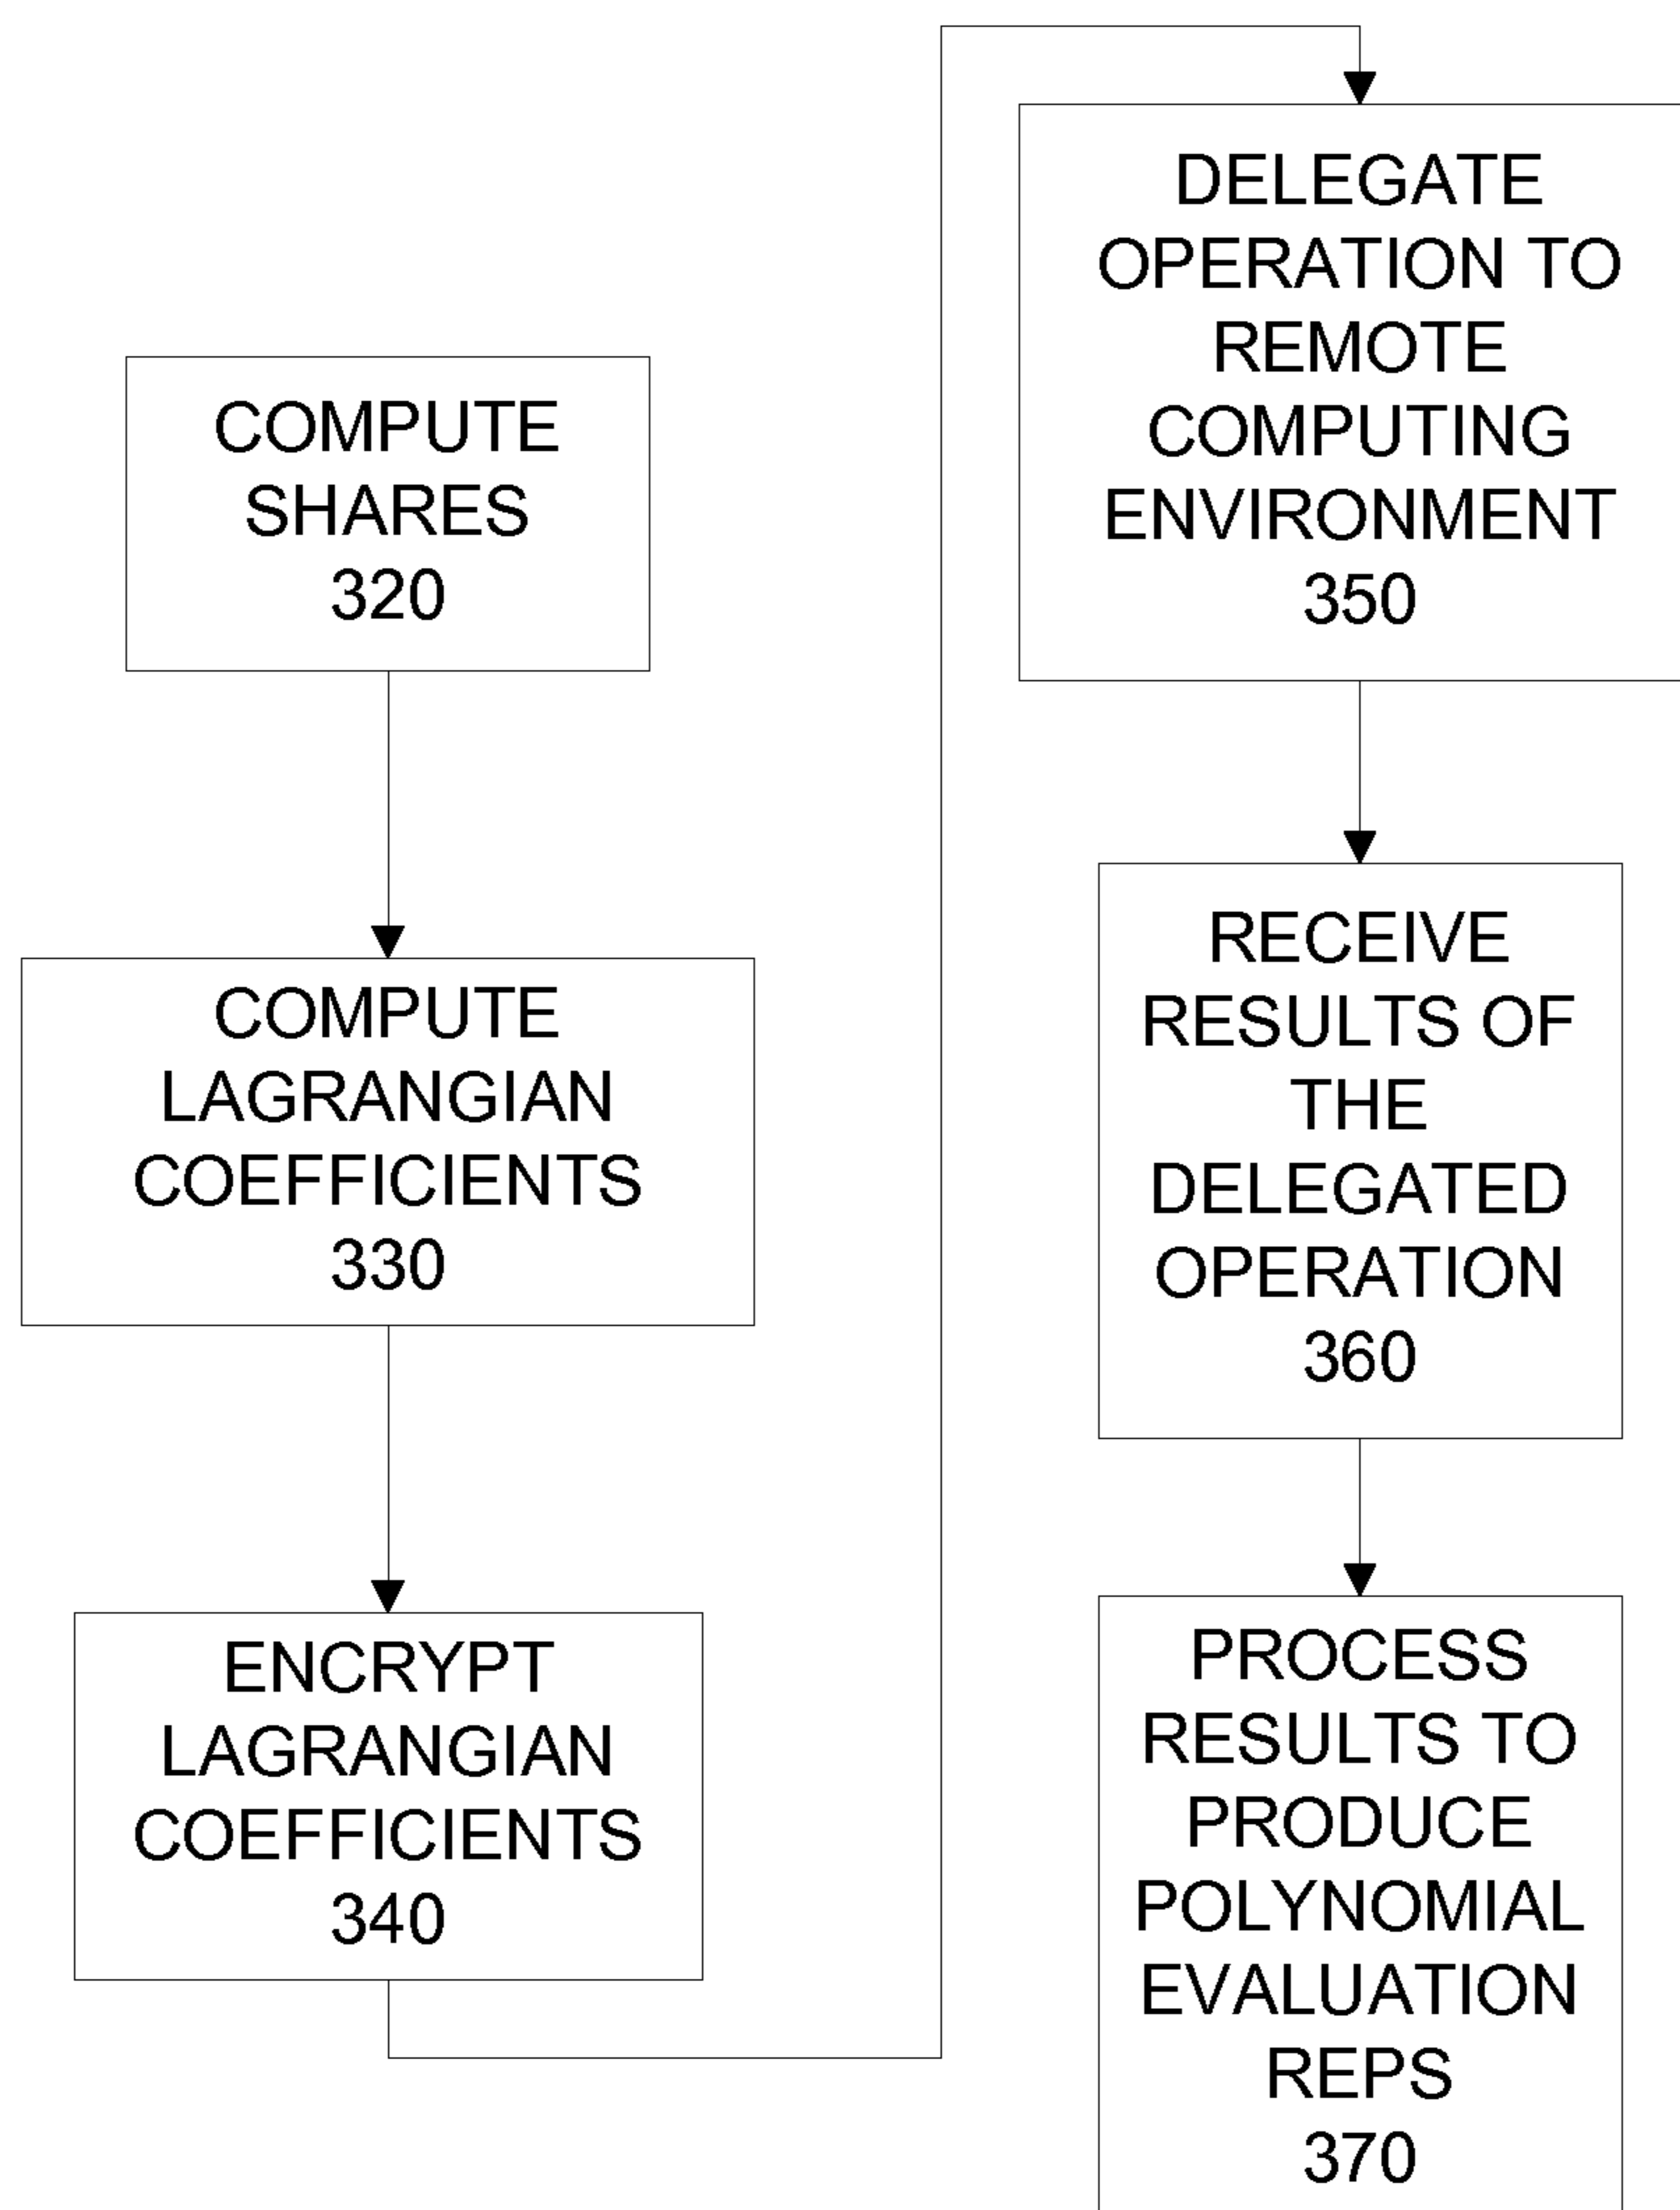 COMPUTE
SHARES
320
COMPUTE
LAGRANGIAN
COEFFICIENTS
330
ENCRYPT
LAGRANGIAN
COEFFICIENTS
340
DELEGATE
OPERATION TO
REMOTE
COMPUTING
ENVIRONMENT
350
RECEIVE
RESULTS OF
THE
DELEGATED
OPERATION
360
PROCESS
RESULTS TO
PRODUCE
POLYNOMIAL
EVALUATION
REPS
370